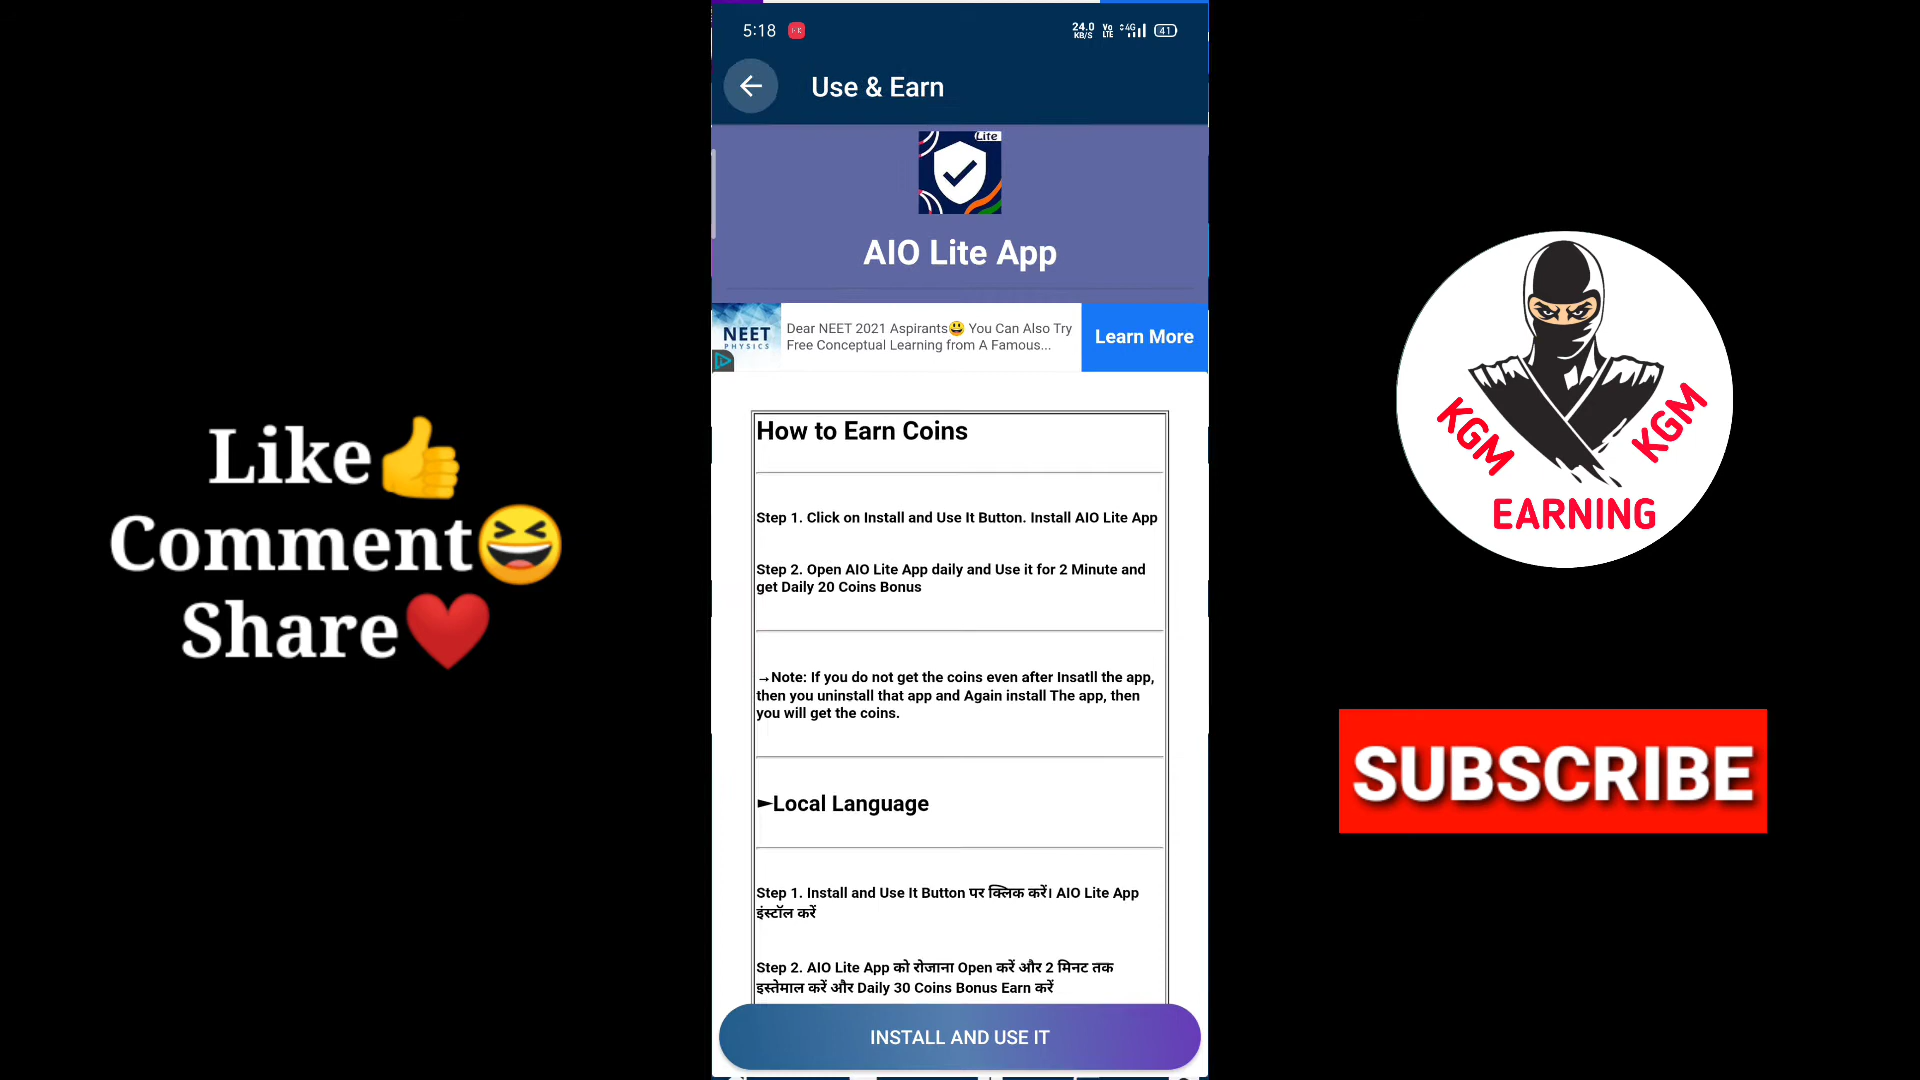 5:18
24.0
KB/S
Vo
LTE
4G
41
Use & Earn
Lite
AIO Lite App
NEET
PHYSICS
Dear NEET 2021 Aspirants😃 You Can Also Try
Free Conceptual Learning from A Famous...
Learn More
How to Earn Coins
Step 1. Click on Install and Use It Button. Install AIO Lite App
Step 2. Open AIO Lite App daily and Use it for 2 Minute and
get Daily 20 Coins Bonus
→Note: If you do not get the coins even after Insatll the app,
then you uninstall that app and Again install The app, then
you will get the coins.
►Local Language
Step 1. Install and Use It Button पर क्लिक करें। AIO Lite App
इंस्टॉल करें
Step 2. AIO Lite App को रोजाना Open करें और 2 मिनट तक
इस्तेमाल करें और Daily 30 Coins Bonus Earn करें
INSTALL AND USE IT
Like👍
Comment😆
Share❤️
KGM
KGM
EARNING
SUBSCRIBE